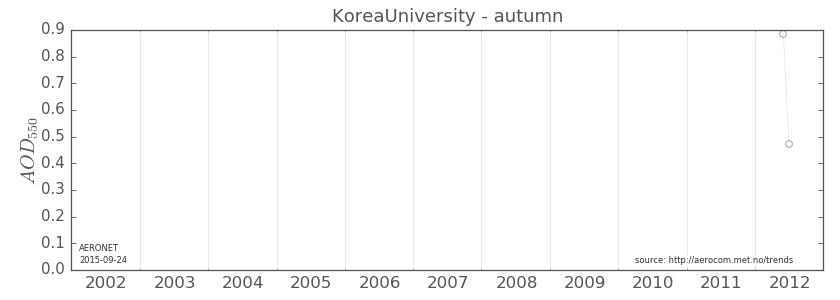 KoreaUniversity - autumn
0.9
0.8
0.7
0.6
0.5
0.4
0.3
0.2
0.1
0.0
AOD550
AERONET
2015-09-24
source: http://aerocom.met.no/trends
2002 2003 2004 2005 2006 2007 2008 2009 2010 2011 2012